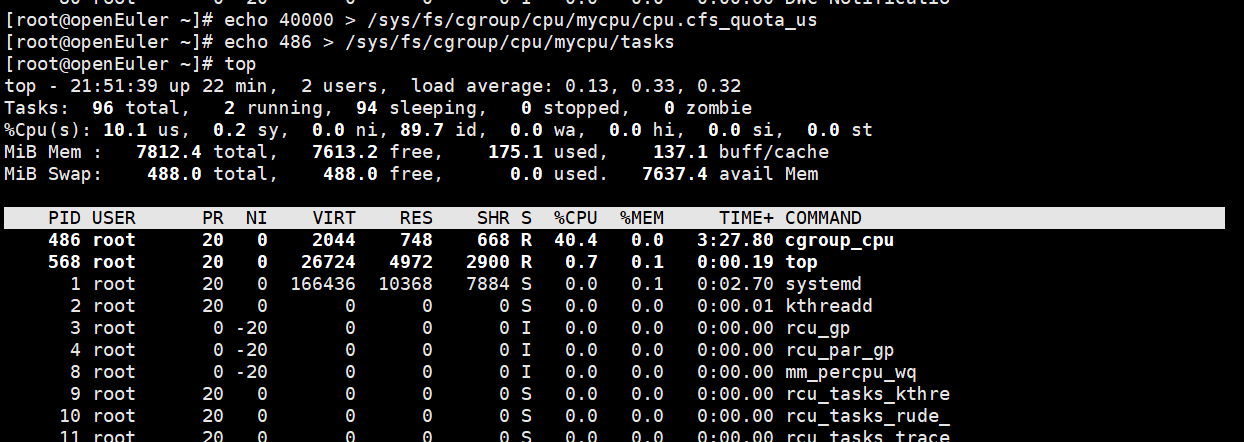 [root@openEuler ~]# echo 40000 > /sys/fs/cgroup/cpu/mycpu/cpu.cfs_quota_us
[root@openEuler ~]# echo 486 > /sys/fs/cgroup/cpu/mycpu/tasks
[root@openEuler ~]# top
top - 21:51:39 up 22 min,  2 users,  load average: 0.13, 0.33, 0.32
Tasks:  96 total,   2 running,  94 sleeping,   0 stopped,   0 zombie
%Cpu(s): 10.1 us,  0.2 sy,  0.0 ni, 89.7 id,  0.0 wa,  0.0 hi,  0.0 si,  0.0 st
MiB Mem :   7812.4 total,   7613.2 free,    175.1 used,    137.1 buff/cache
MiB Swap:    488.0 total,    488.0 free,      0.0 used.   7637.4 avail Mem
PID USER      PR  NI    VIRT    RES    SHR S  %CPU  %MEM     TIME+ COMMAND
486 root      20   0    2044    748    668 R  40.4   0.0   3:27.80 cgroup_cpu
568 root      20   0   26724   4972   2900 R   0.7   0.1   0:00.19 top
1 root      20   0  166436  10368   7884 S   0.0   0.1   0:02.70 systemd
2 root      20   0       0      0      0 S   0.0   0.0   0:00.01 kthreadd
3 root       0 -20       0      0      0 I   0.0   0.0   0:00.00 rcu_gp
4 root       0 -20       0      0      0 I   0.0   0.0   0:00.00 rcu_par_gp
8 root       0 -20       0      0      0 I   0.0   0.0   0:00.00 mm_percpu_wq
9 root      20   0       0      0      0 S   0.0   0.0   0:00.00 rcu_tasks_kthre
10 root      20   0       0      0      0 S   0.0   0.0   0:00.00 rcu_tasks_rude_
11 root      20   0       0      0      0 S   0.0   0.0   0:00.00 rcu_tasks_trace